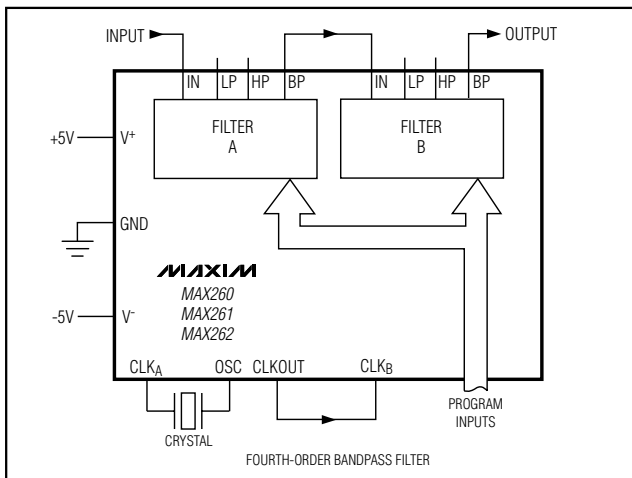 INPUT
OUTPUT
IN LP HP BP IN LP HP BP
FILTER
A
FILTER
B
+5V V+
GND
MAXIM
MAX260
MAX261
MAX262
-5V V-
CLKA OSC CLKOUT CLKB
CRYSTAL
PROGRAM
INPUTS
FOURTH-ORDER BANDPASS FILTER